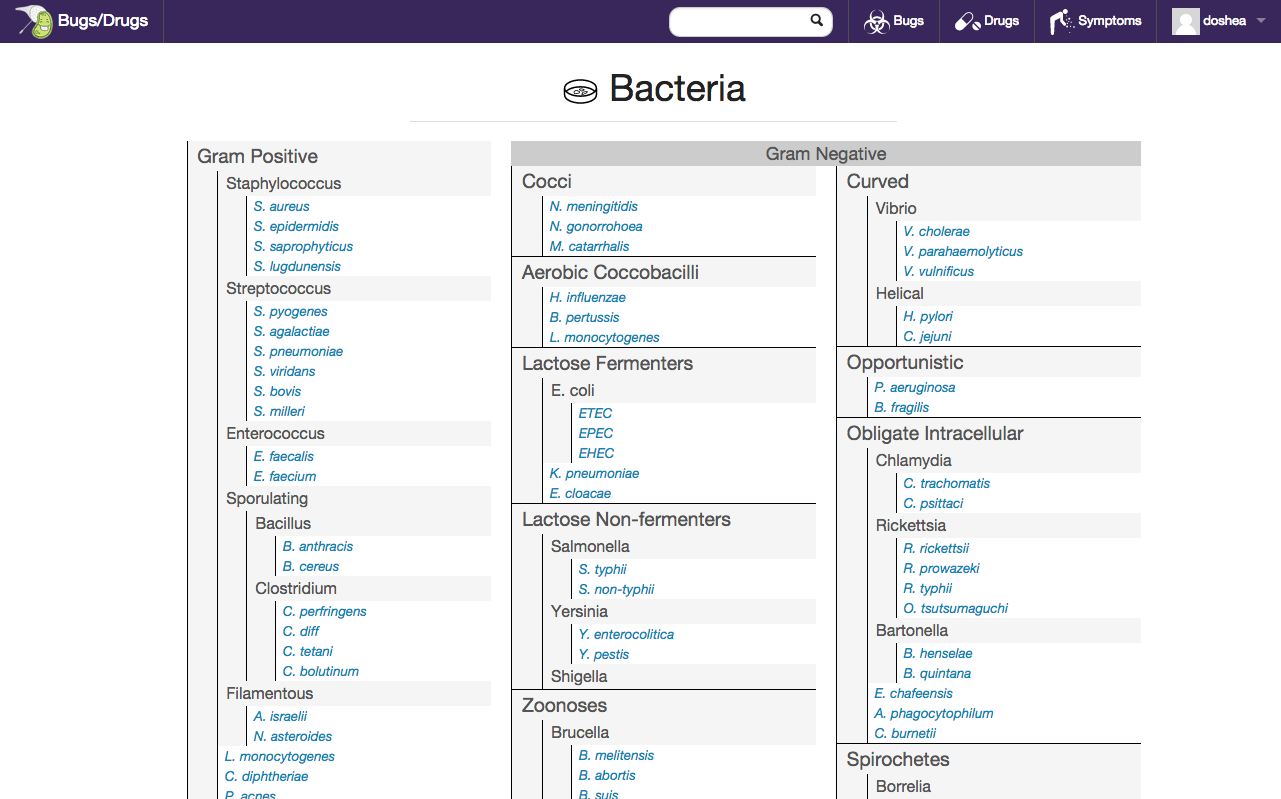 Bugs/Drugs
Bugs
Drugs
Symptoms
doshea
Bacteria
Gram Positive
Staphylococcus
S. aureus
S. epidermidis
S. saprophyticus
S. lugdunensis
Streptococcus
S. pyogenes
S. agalactiae
S. pneumoniae
S. viridans
S. bovis
S. milleri
Enterococcus
E. faecalis
E. faecium
Sporulating
Bacillus
B. anthracis
B. cereus
Clostridium
C. perfringens
C. diff
C. tetani
C. bolutinum
Filamentous
A. israelii
N. asteroides
L. monocytogenes
C. diphtheriae
P. acnes
Gram Negative
Cocci
N. meningitidis
N. gonorrohoea
M. catarrhalis
Aerobic Coccobacilli
H. influenzae
B. pertussis
L. monocytogenes
Lactose Fermenters
E. coli
ETEC
EPEC
EHEC
K. pneumoniae
E. cloacae
Lactose Non-fermenters
Salmonella
S. typhii
S. non-typhii
Yersinia
Y. enterocolitica
Y. pestis
Shigella
Zoonoses
Brucella
B. melitensis
B. abortis
B. suis
Curved
Vibrio
V. cholerae
V. parahaemolyticus
V. vulnificus
Helical
H. pylori
C. jejuni
Opportunistic
P. aeruginosa
B. fragilis
Obligate Intracellular
Chlamydia
C. trachomatis
C. psittaci
Rickettsia
R. rickettsii
R. prowazeki
R. typhii
O. tsutsumaguchi
Bartonella
B. henselae
B. quintana
E. chafeensis
A. phagocytophilum
C. burnetii
Spirochetes
Borrelia